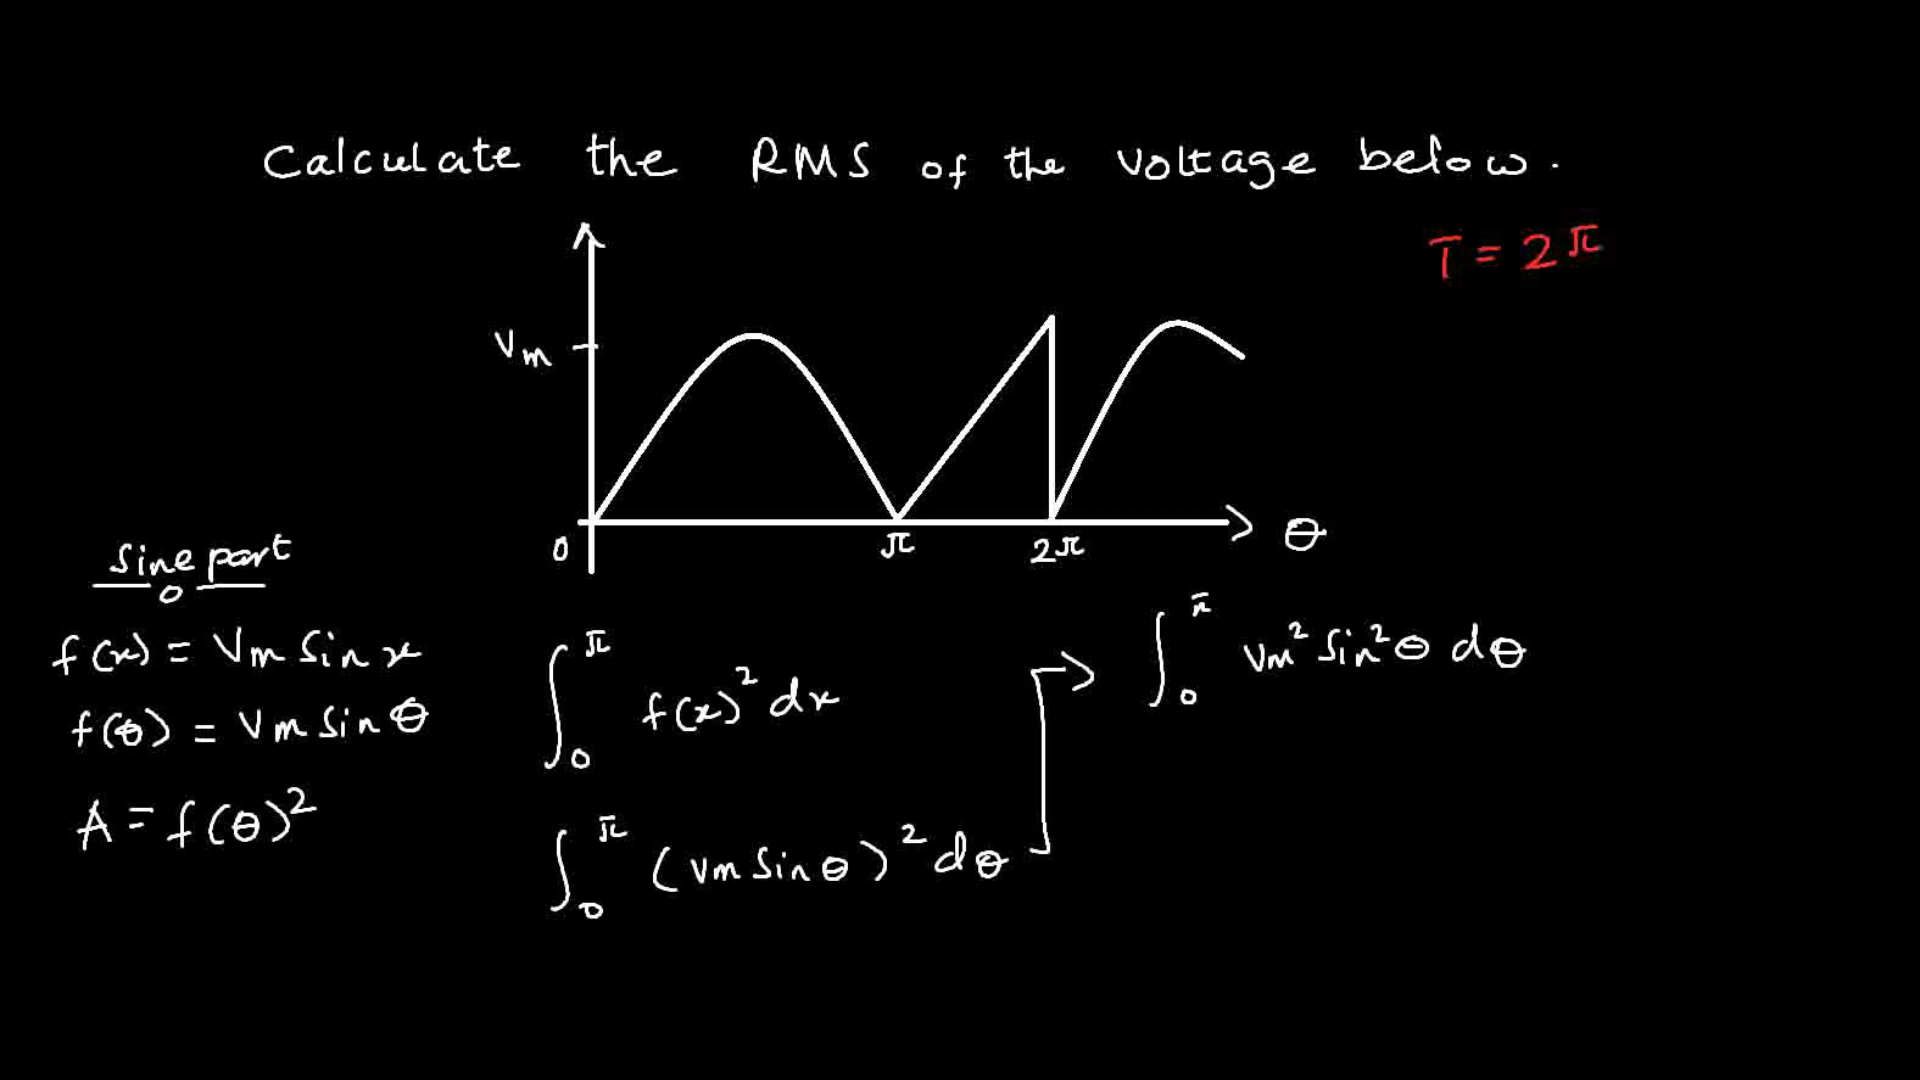 Calculate the RMS of the voltage below.
T = 2π
Vm
0 π 2π θ
Sine part
f(x) = Vm Sin x
f(θ) = Vm Sin θ
A = f(θ)²
∫₀^π f(x)² dx
∫₀^π (Vm Sin θ)² dθ
∫₀^π Vm² Sin² θ dθ